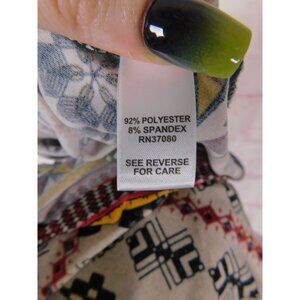 92% POLYESTER
8% SPANDEX
RN37080
SEE REVERSE
FOR CARE